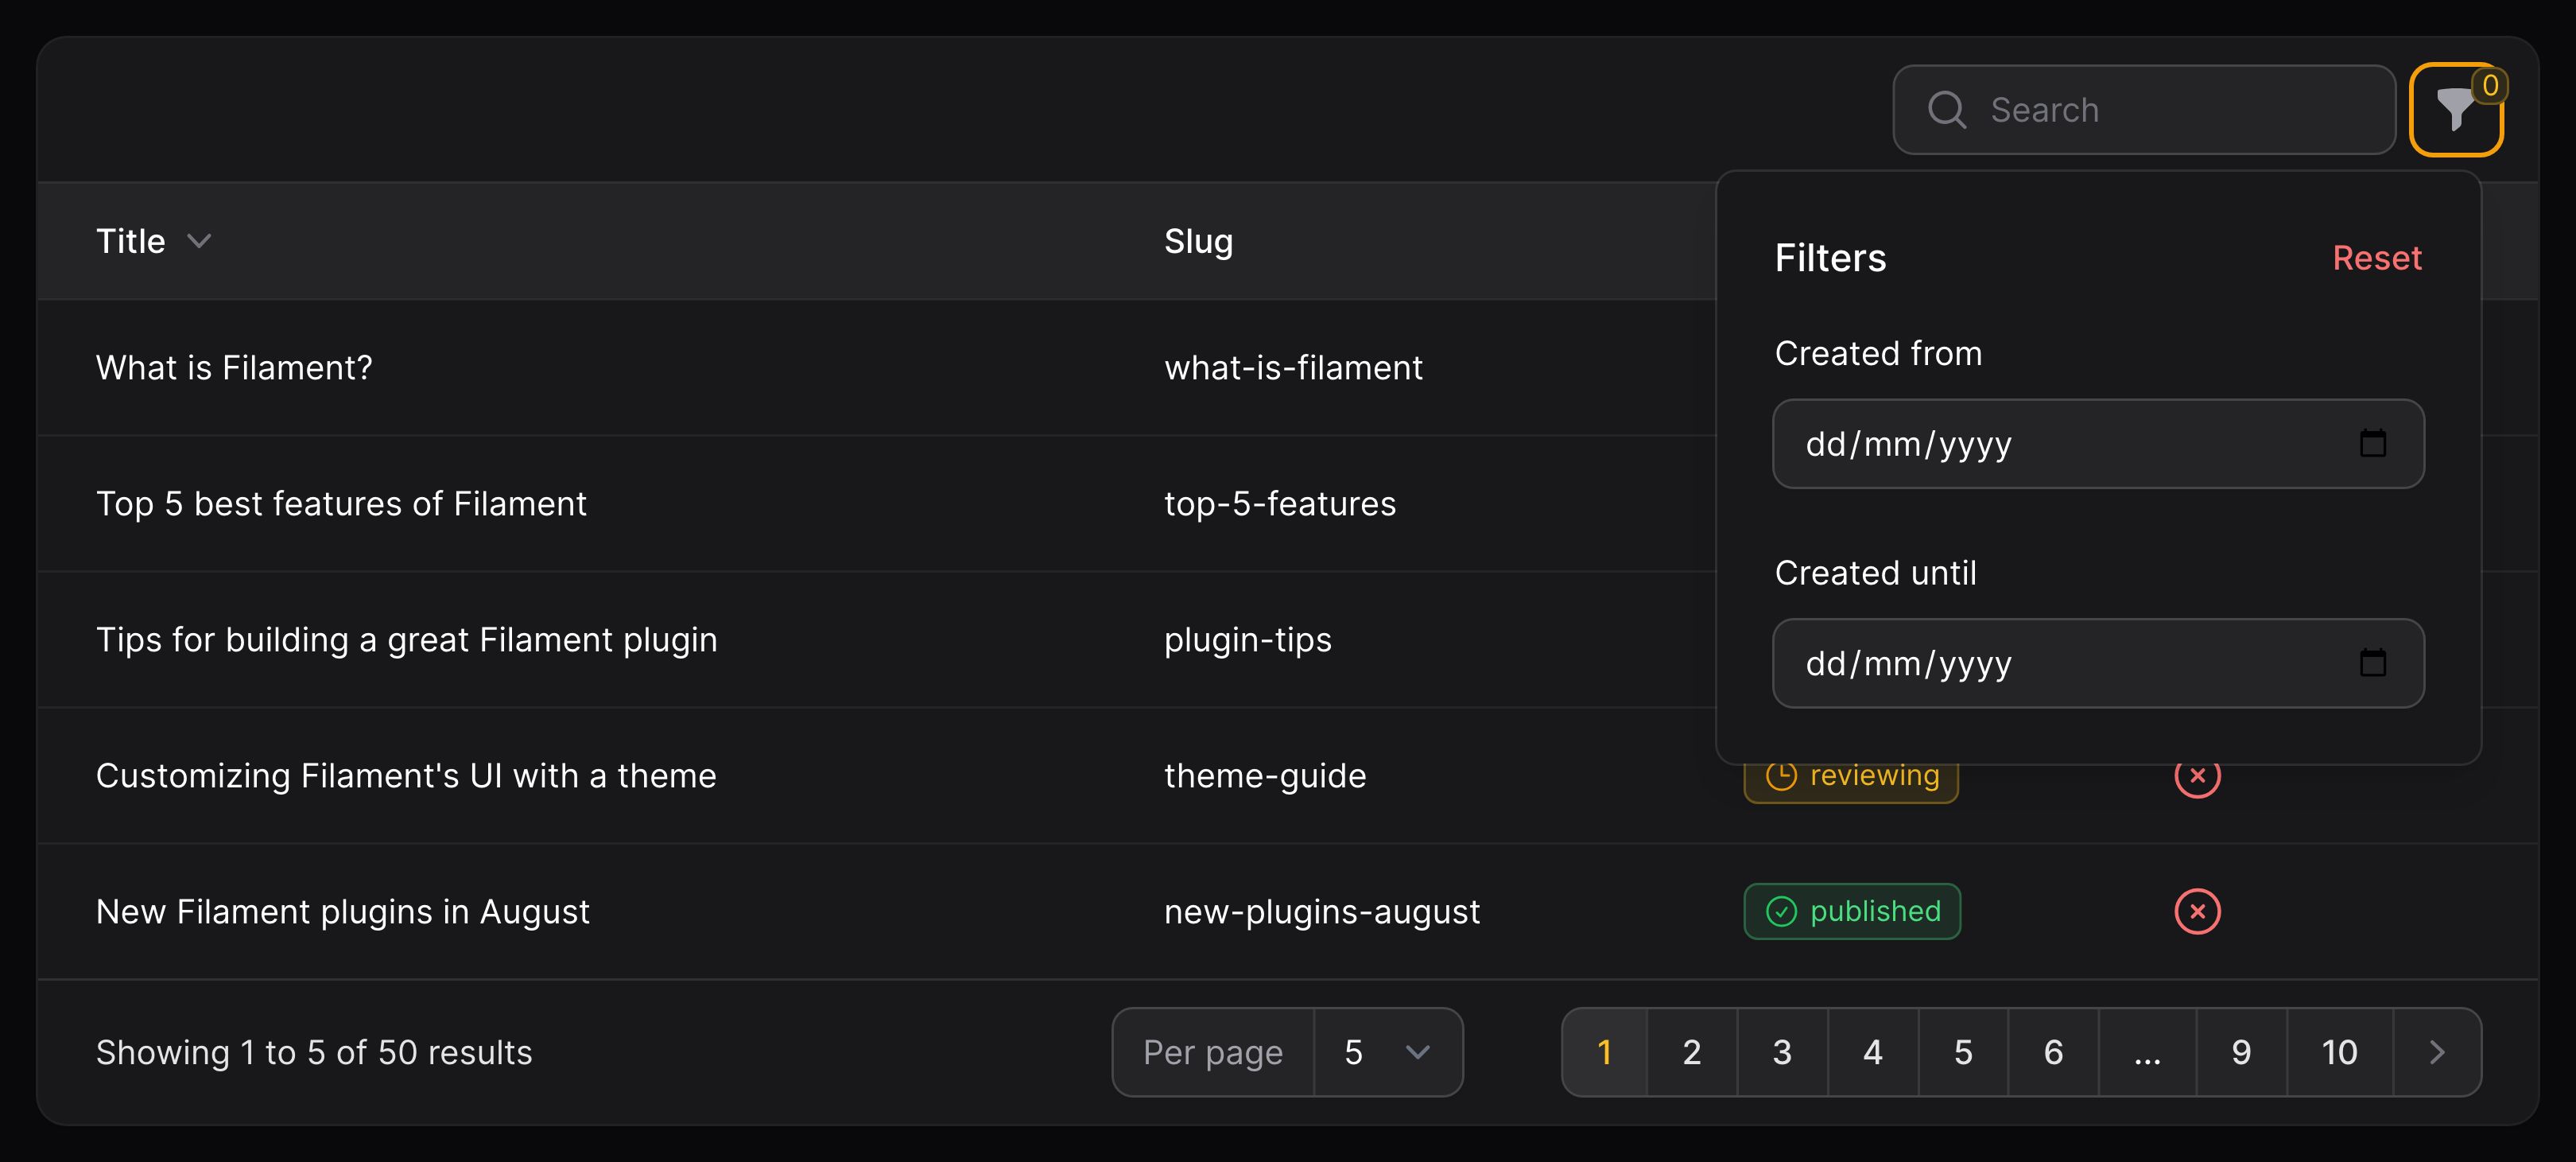 Search
0
Title
Slug
Filters
Reset
What is Filament?
what-is-filament
Created from
dd/mm/yyyy
Top 5 best features of Filament
top-5-features
Created until
Tips for building a great Filament plugin
plugin-tips
dd/mm/yyyy
Customizing Filament's UI with a theme
theme-guide
reviewing
New Filament plugins in August
new-plugins-august
published
Showing 1 to 5 of 50 results
Per page
5
1 2 3 4 5 6 ... 9 10